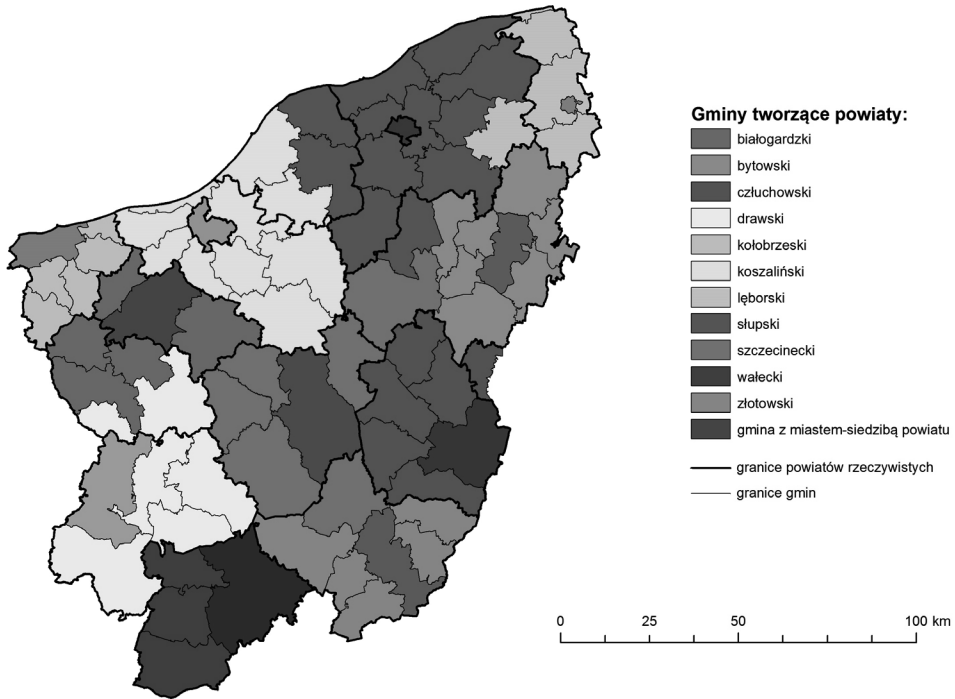 Gminy tworzące powiaty:
białogardzki
bytowski
człuchowski
drawski
kołobrzeski
koszaliński
lęborski
słupski
szczecinecki
wałecki
złotowski
gmina z miastem-siedzibą powiatu
granice powiatów rzeczywistych
granice gmin
0 25 50 100 km